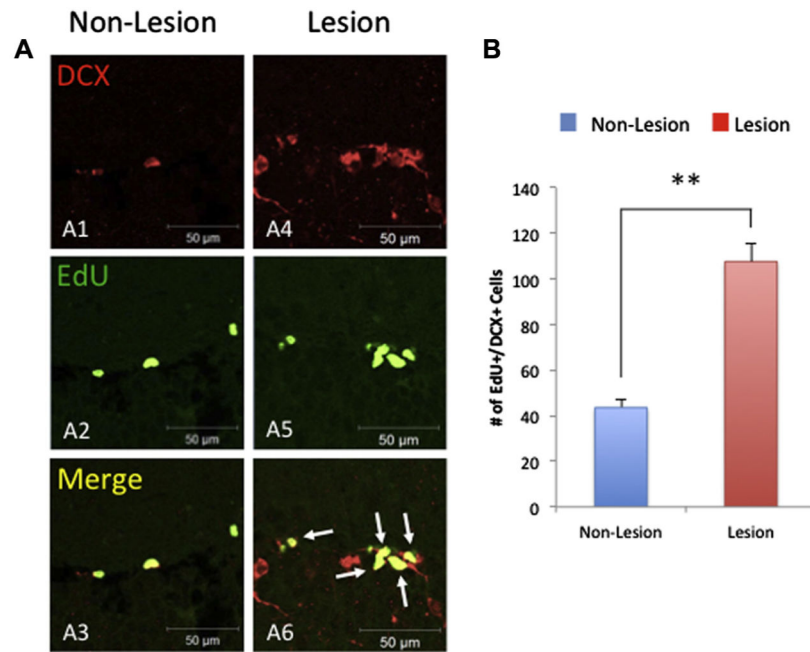 Non-Lesion Lesion
A
B
DCX
A1
50 µm
A4
50 µm
EdU
A2
50 µm
A5
50 µm
Merge
A3
50 µm
A6
50 µm
Non-Lesion Lesion
**
140
120
100
80
60
40
20
0
# of EdU+/DCX+ Cells
Non-Lesion Lesion